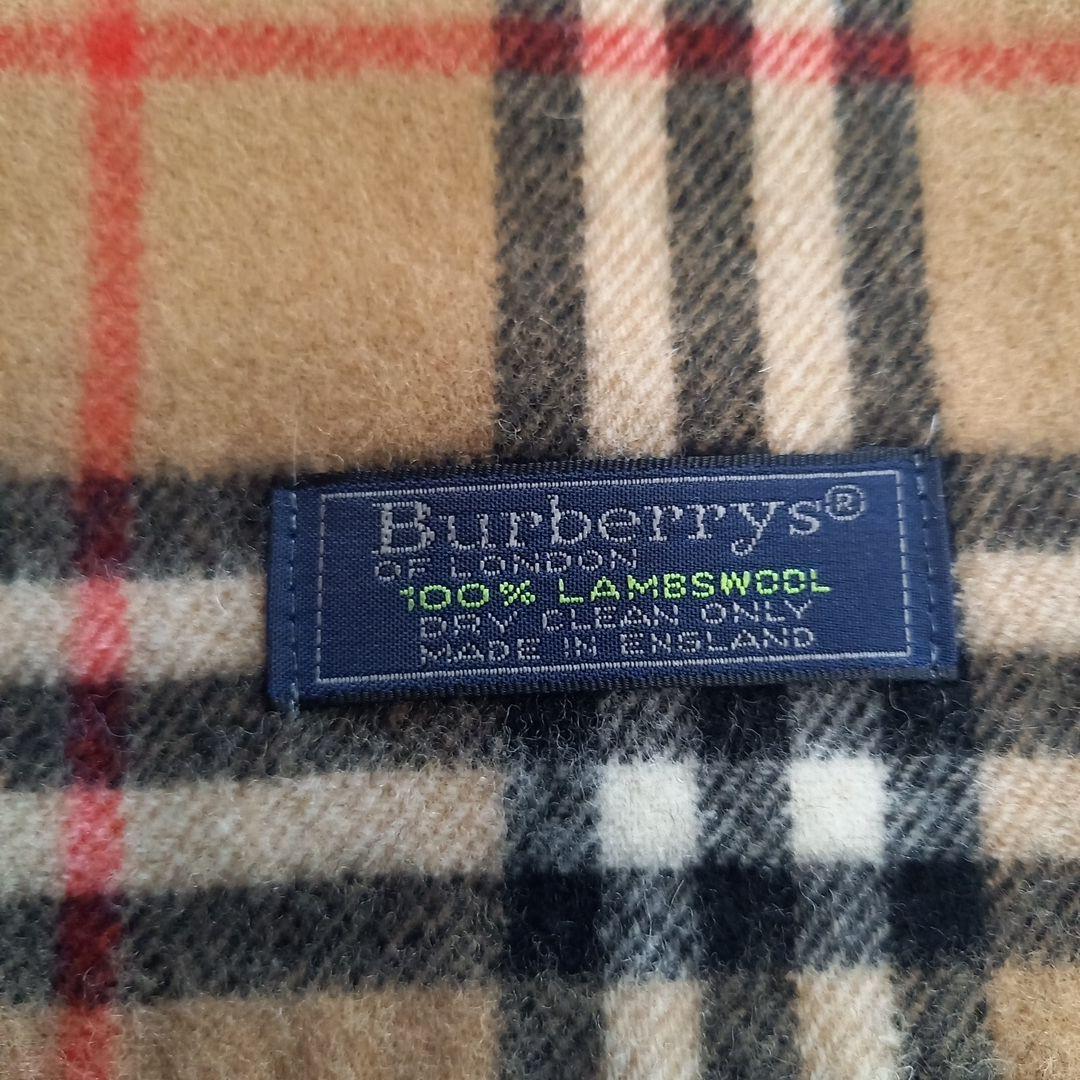 Burberrys®
OF LONDON
100% LAMBSWOOL
DRY CLEAN ONLY
MADE IN ENGLAND